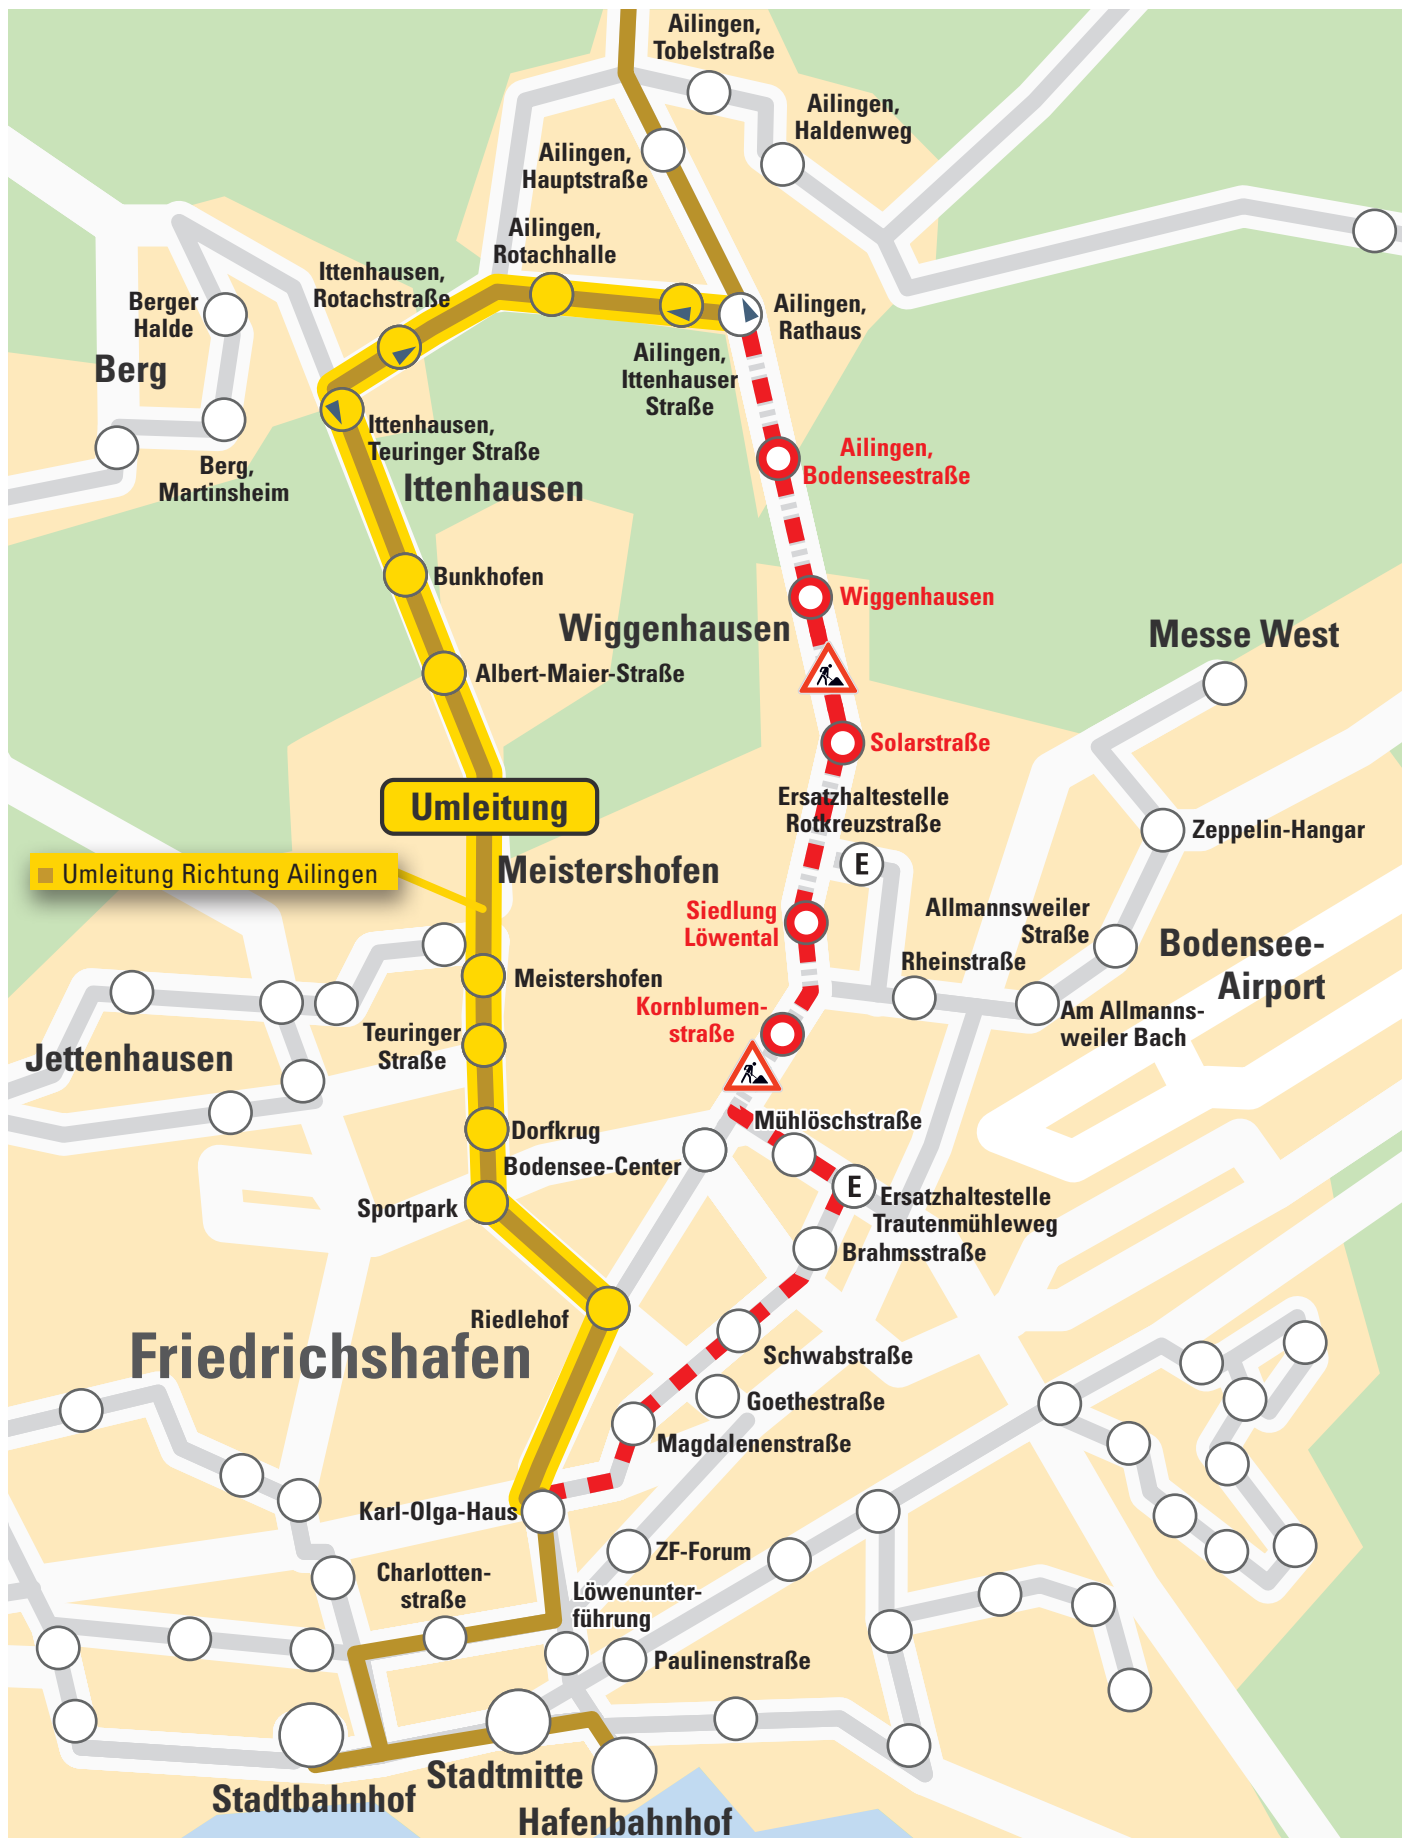 Ailingen,
Tobelstraße
Ailingen,
Haldenweg
Ailingen,
Hauptstraße
Ailingen,
Rotachhalle
Ittenhausen,
Rotachstraße
Berger
Halde
Berg
Ailingen,
Rathaus
Ailingen,
Ittenhauser
Straße
Ittenhausen,
Teuringer Straße
Ittenhausen
Berg,
Martinsheim
Ailingen,
Bodenseestraße
Bunkhofen
Wiggenhausen
Wiggenhausen
Messe West
Albert-Maier-Straße
Solarstraße
Ersatzhaltestelle
Rotkreuzstraße
E
Umleitung
Zeppelin-Hangar
Umleitung Richtung Ailingen
Meistershofen
Siedlung
Löwental
Allmannsweiler
Straße
Bodensee-
Airport
Rheinstraße
Meistershofen
Kornblumen-
straße
Am Allmanns-
weiler Bach
Teuringer
Straße
Jettenhausen
Mühlöschstraße
Dorfkrug
Bodensee-Center
E
Ersatzhaltestelle
Trautenmühleweg
Sportpark
Brahmsstraße
Riedlehof
Friedrichshafen
Schwabstraße
Goethestraße
Magdalenenstraße
Karl-Olga-Haus
ZF-Forum
Charlotten-
straße
Löwenunter-
führung
Paulinenstraße
Stadtmitte
Stadtbahnhof
Hafenbahnhof